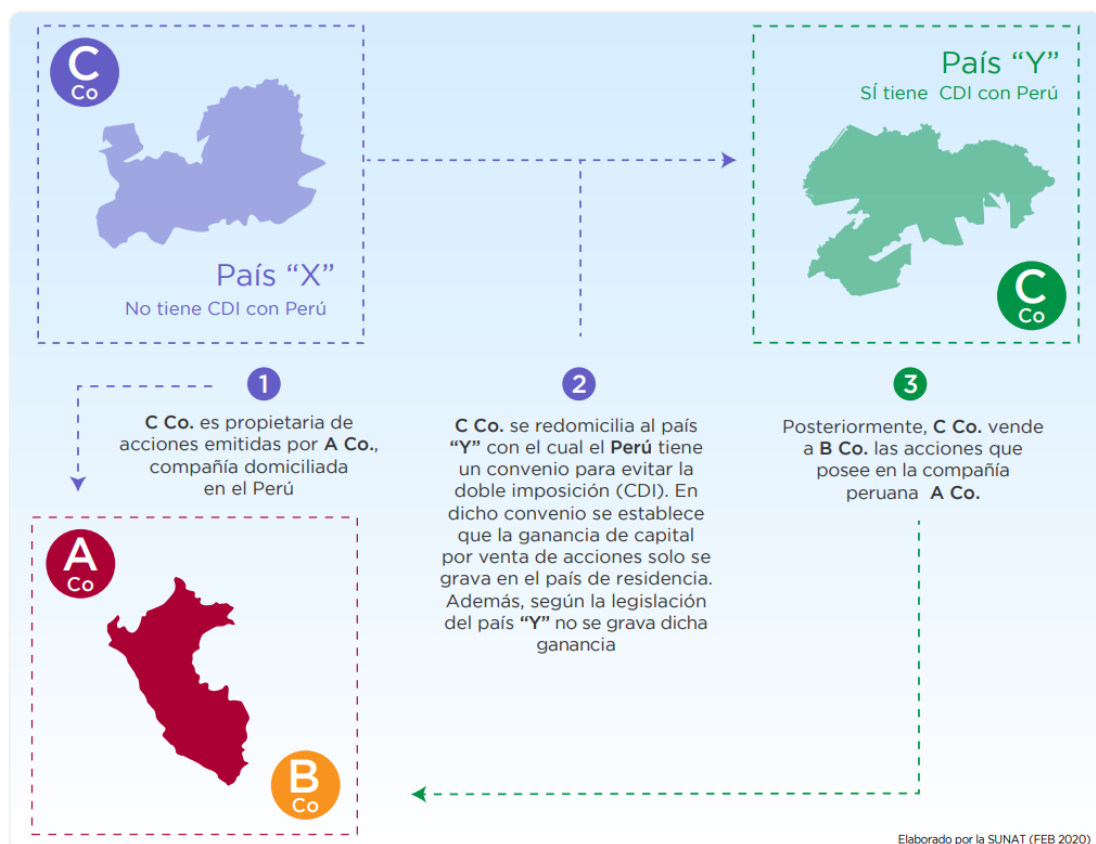 C
Co
País “X”
No tiene CDI con Perú
País “Y”
SÍ tiene CDI con Perú
C
Co
1
C Co. es propietaria de
acciones emitidas por A Co.,
compañía domiciliada
en el Perú
2
C Co. se redomicilia al país
“Y” con el cual el Perú tiene
un convenio para evitar la
doble imposición (CDI). En
dicho convenio se establece
que la ganancia de capital
por venta de acciones solo se
grava en el país de residencia.
Además, según la legislación
del país “Y” no se grava dicha
ganancia
3
Posteriormente, C Co. vende
a B Co. las acciones que
posee en la compañía
peruana A Co.
A
Co
B
Co
Elaborado por la SUNAT (FEB 2020)